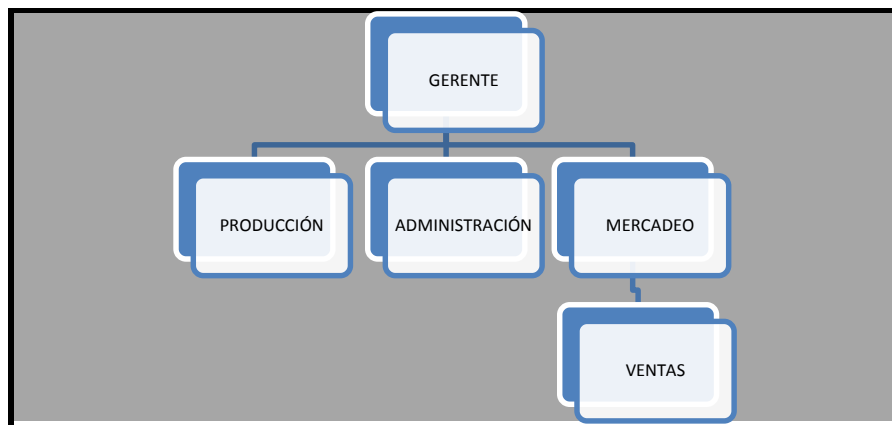 GERENTE
PRODUCCIÓN
ADMINISTRACIÓN
MERCADEO
VENTAS